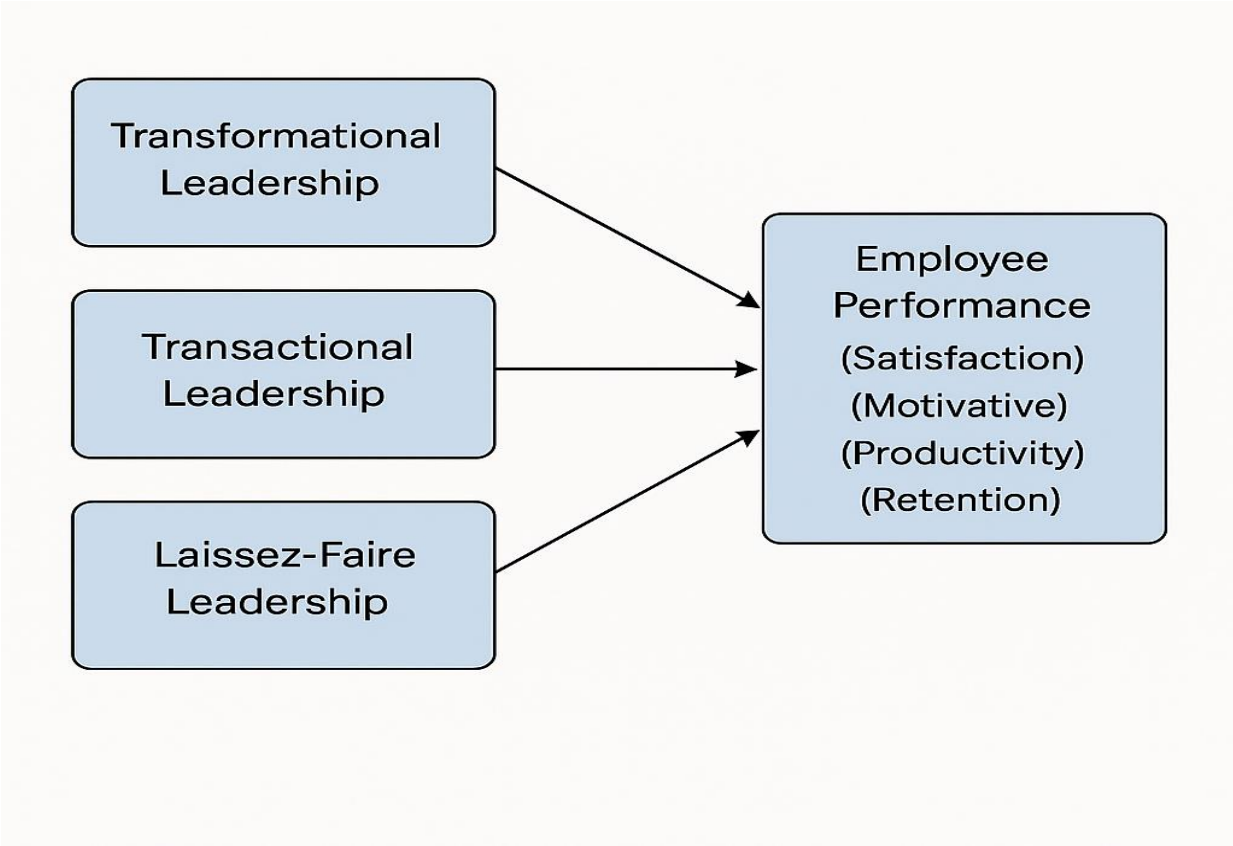 Transformational
Leadership
Transactional
Leadership
Laissez-Faire
Leadership
Employee
Performance
(Satisfaction)
(Motivative)
(Productivity)
(Retention)